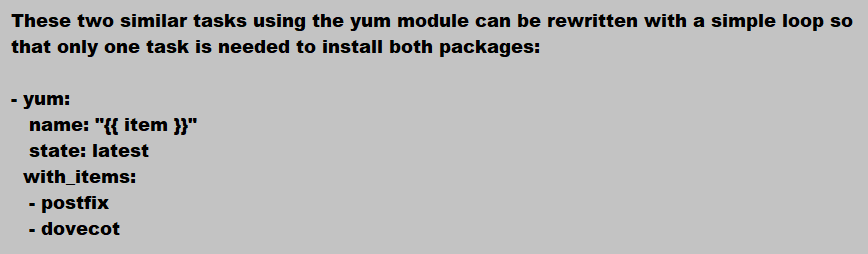 These two similar tasks using the yum module can be rewritten with a simple loop so
that only one task is needed to install both packages:
- yum:
name: "{{ item }}"
state: latest
with_items:
- postfix
- dovecot